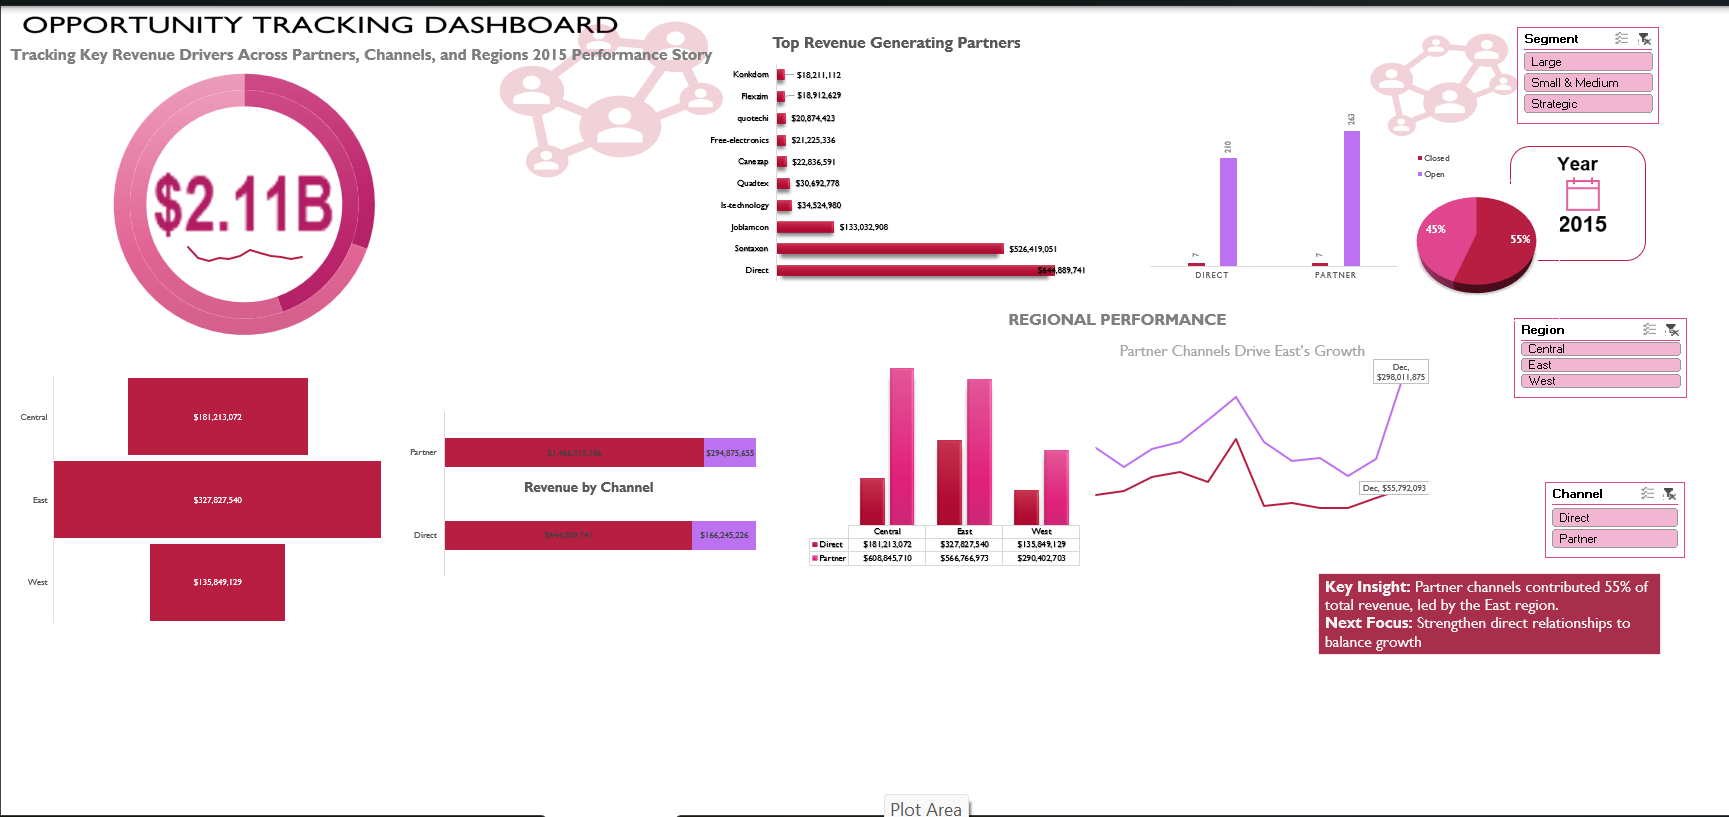 OPPORTUNITY TRACKING DASHBOARD
Tracking Key Revenue Drivers Across Partners, Channels, and Regions 2015 Performance Story
$2.11B
Top Revenue Generating Partners
Konkdom $18,211,112
Flexzim $18,912,629
quotechi $20,874,423
Free-electronics $21,225,336
Canezap $22,836,591
Quadtex $30,692,778
Is-technology $34,524,980
Joblamcon $133,032,908
Sontaxon $526,419,051
Direct $644,889,741
7
210
7
263
DIRECT
PARTNER
Closed
Open
45%
55%
Segment
Large
Small & Medium
Strategic
Year
2015
REGIONAL PERFORMANCE
Partner Channels Drive East's Growth
Region
Central
East
West
Central $181,213,072
East $327,827,540
West $135,849,129
Partner $294,875,655
Revenue by Channel
Direct $644,889,741 $166,245,226
Central East West
Direct $181,213,072 $327,827,540 $135,849,129
Partner $608,845,710 $566,766,973 $290,402,703
Dec,
$298,011,875
Dec, $55,792,093
Channel
Direct
Partner
Key Insight: Partner channels contributed 55% of
total revenue, led by the East region.
Next Focus: Strengthen direct relationships to
balance growth
Plot Area